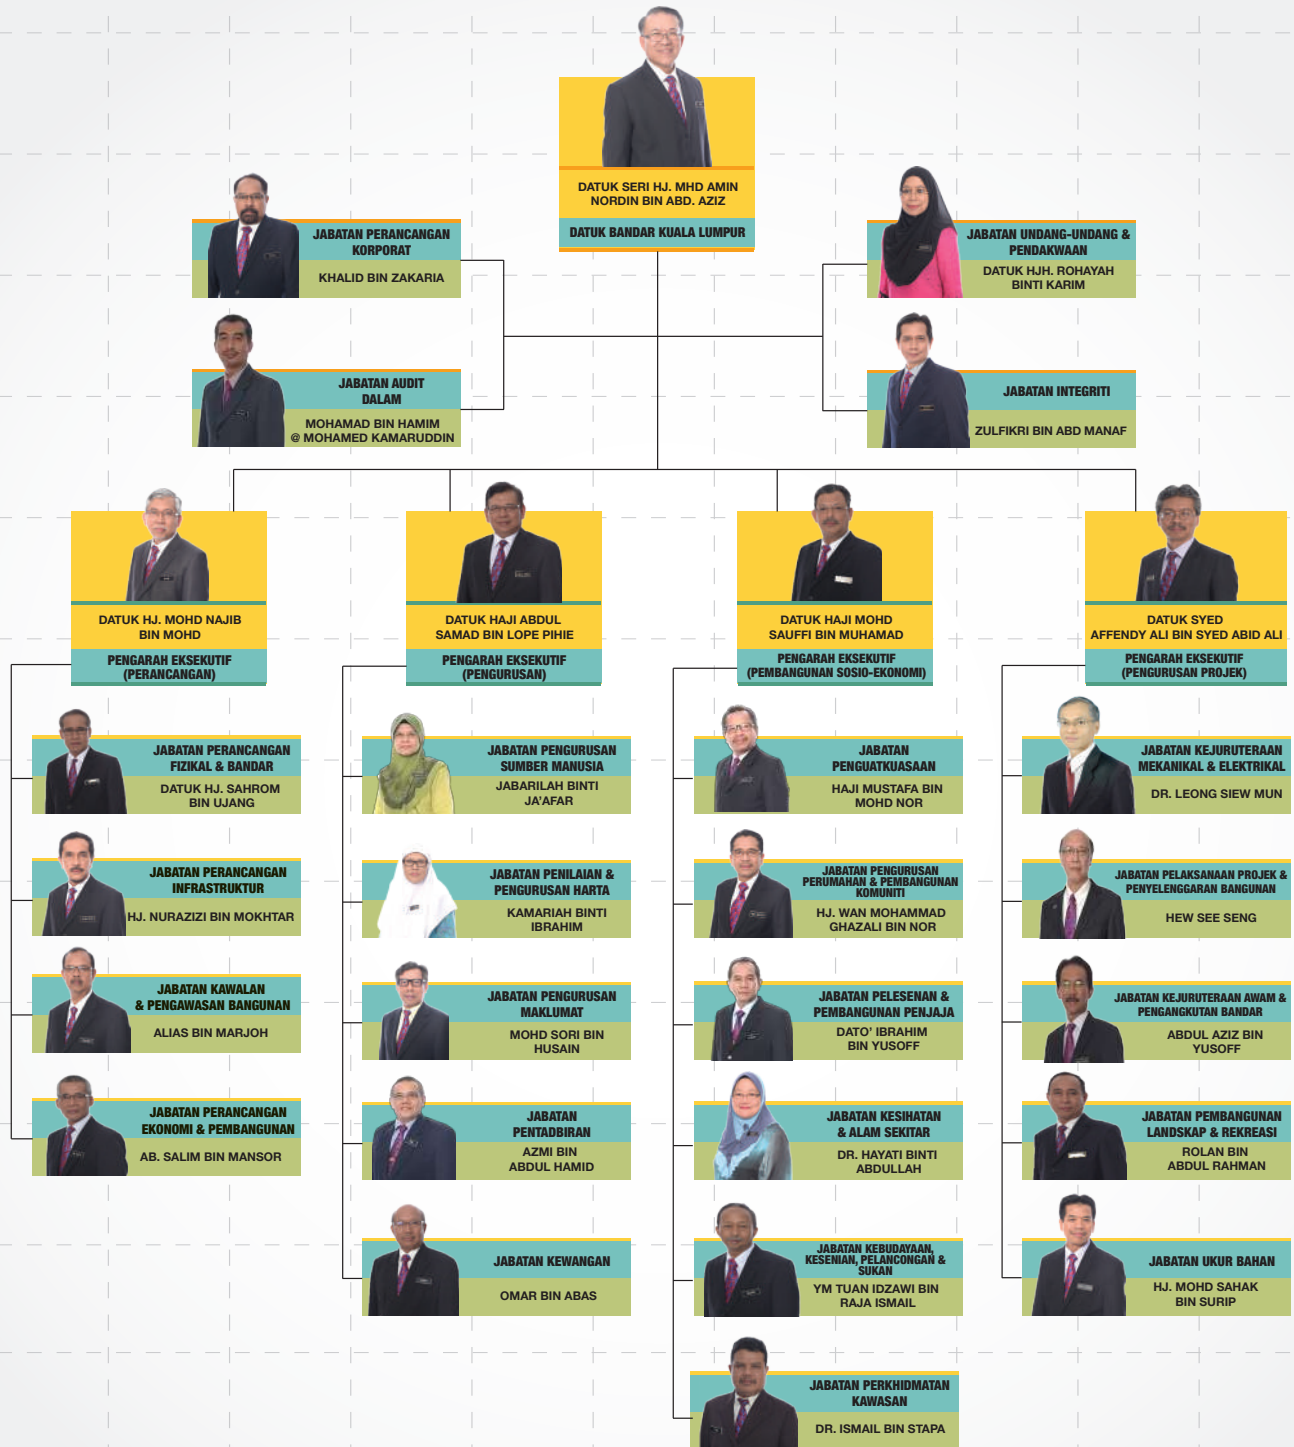 DATUK SERI HJ. MHD AMIN
NORDIN BIN ABD. AZIZ
DATUK BANDAR KUALA LUMPUR
JABATAN PERANCANGAN
KORPORAT
KHALID BIN ZAKARIA
JABATAN UNDANG-UNDANG &
PENDAKWAAN
DATUK HJH. ROHAYAH
BINTI KARIM
JABATAN AUDIT
DALAM
MOHAMAD BIN HAMIM
@ MOHAMED KAMARUDDIN
JABATAN INTEGRITI
ZULFIKRI BIN ABD MANAF
DATUK HJ. MOHD NAJIB
BIN MOHD
PENGARAH EKSEKUTIF
(PERANCANGAN)
DATUK HAJI ABDUL
SAMAD BIN LOPE PIHIE
PENGARAH EKSEKUTIF
(PENGURUSAN)
DATUK HAJI MOHD
SAUFFI BIN MUHAMAD
PENGARAH EKSEKUTIF
(PEMBANGUNAN SOSIO-EKONOMI)
DATUK SYED
AFFENDY ALI BIN SYED ABID ALI
PENGARAH EKSEKUTIF
(PENGURUSAN PROJEK)
JABATAN PERANCANGAN
FIZIKAL & BANDAR
DATUK HJ. SAHROM
BIN UJANG
JABATAN PERANCANGAN
INFRASTRUKTUR
HJ. NURAZIZI BIN MOKHTAR
JABATAN KAWALAN
& PENGAWASAN BANGUNAN
ALIAS BIN MARJOH
JABATAN PERANCANGAN
EKONOMI & PEMBANGUNAN
AB. SALIM BIN MANSOR
JABATAN PENGURUSAN
SUMBER MANUSIA
JABARILAH BINTI
JA'AFAR
JABATAN PENILAIAN &
PENGURUSAN HARTA
KAMARIAH BINTI
IBRAHIM
JABATAN PENGURUSAN
MAKLUMAT
MOHD SORI BIN
HUSAIN
JABATAN
PENTADBIRAN
AZMI BIN
ABDUL HAMID
JABATAN KEWANGAN
OMAR BIN ABAS
JABATAN
PENGUATKUASAAN
HAJI MUSTAFA BIN
MOHD NOR
JABATAN PENGURUSAN
PERUMAHAN & PEMBANGUNAN
KOMUNITI
HJ. WAN MOHAMMAD
GHAZALI BIN NOR
JABATAN PELESENAN &
PEMBANGUNAN PENJAJA
DATO' IBRAHIM
BIN YUSOFF
JABATAN KESIHATAN
& ALAM SEKITAR
DR. HAYATI BINTI
ABDULLAH
JABATAN KEBUDAYAAN,
KESENIAN, PELANCONGAN &
SUKAN
YM TUAN IDZAWI BIN
RAJA ISMAIL
JABATAN PERKHIDMATAN
KAWASAN
DR. ISMAIL BIN STAPA
JABATAN KEJURUTERAAN
MEKANIKAL & ELEKTRIKAL
DR. LEONG SIEW MUN
JABATAN PELAKSANAAN PROJEK &
PENYELENGGARAN BANGUNAN
HEW SEE SENG
JABATAN KEJURUTERAAN AWAM &
PENGANGKUTAN BANDAR
ABDUL AZIZ BIN
YUSOFF
JABATAN PEMBANGUNAN
LANDSKAP & REKREASI
ROLAN BIN
ABDUL RAHMAN
JABATAN UKUR BAHAN
HJ. MOHD SAHAK
BIN SURIP